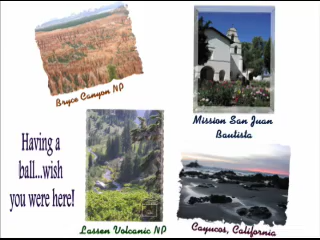 Bryce Canyon NP
Mission San Juan
Bautista
Having a
ball...wish
you were here!
Lassen Volcanic NP
Cayucos, California